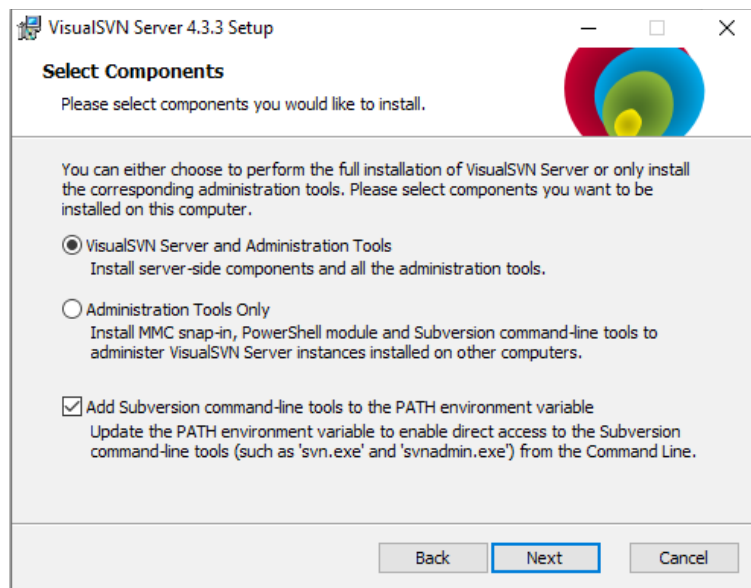 VisualSVN Server 4.3.3 Setup
Select Components
Please select components you would like to install.
You can either choose to perform the full installation of VisualSVN Server or only install
the corresponding administration tools. Please select components you want to be
installed on this computer.
VisualSVN Server and Administration Tools
Install server-side components and all the administration tools.
Administration Tools Only
Install MMC snap-in, PowerShell module and Subversion command-line tools to
administer VisualSVN Server instances installed on other computers.
Add Subversion command-line tools to the PATH environment variable
Update the PATH environment variable to enable direct access to the Subversion
command-line tools (such as 'svn.exe' and 'svnadmin.exe') from the Command Line.
Back Next Cancel